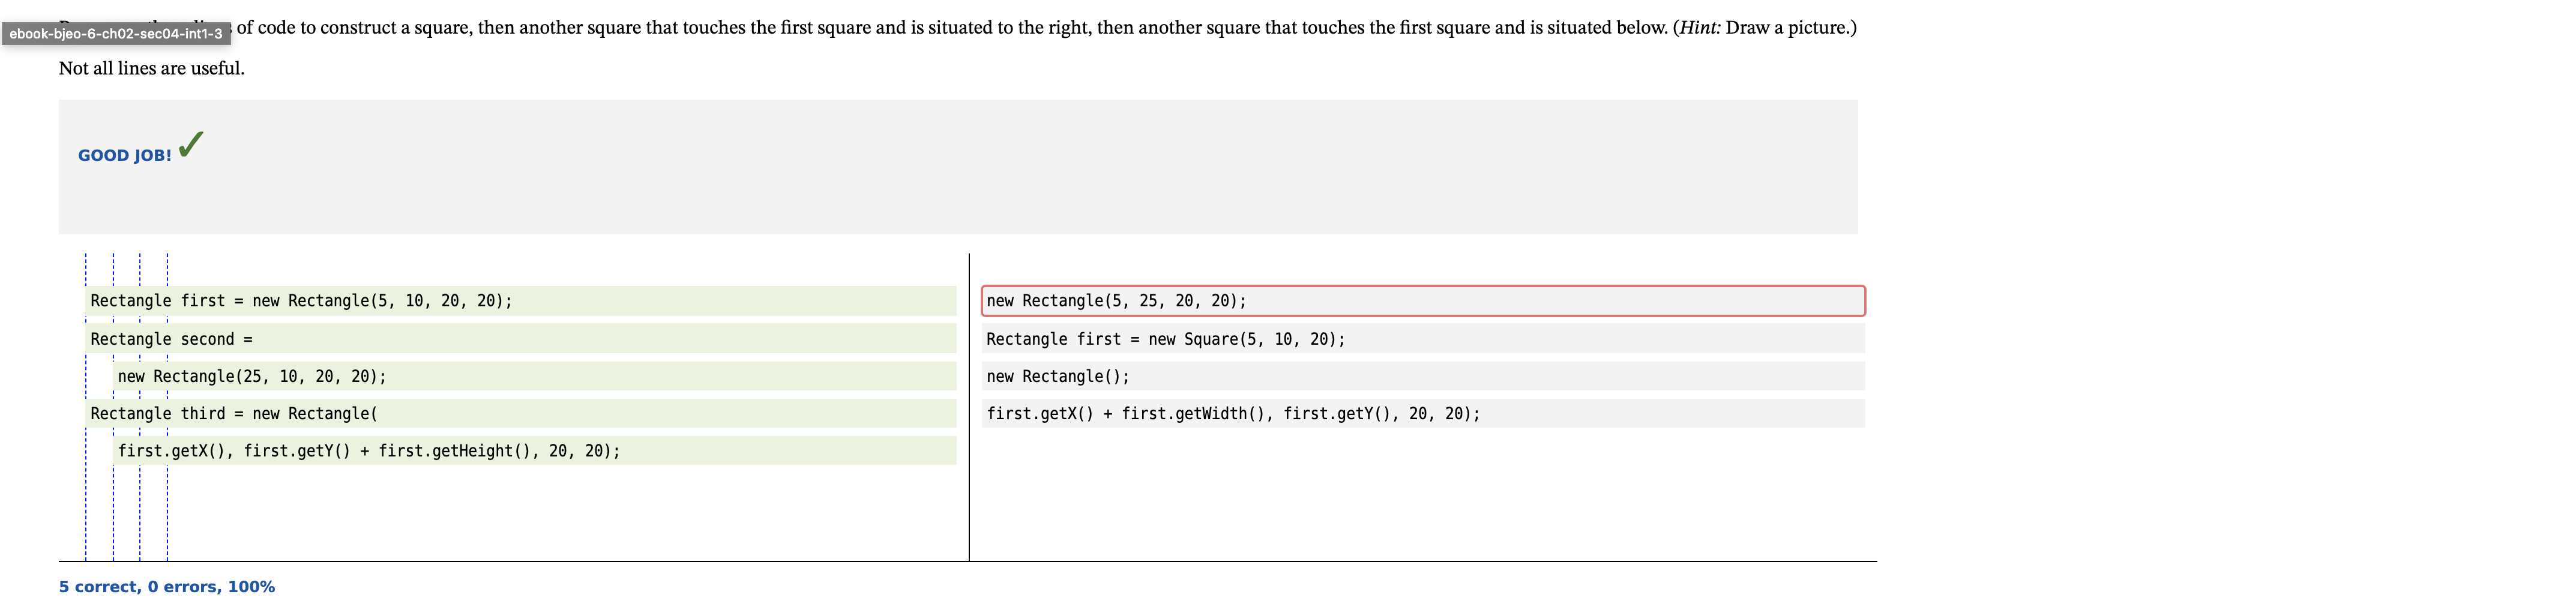 ebook-bjeo-6-ch02-sec04-int1-3
of code to construct a square, then another square that touches the first square and is situated to the right, then another square that touches the first square and is situated below. (Hint: Draw a picture.)
Not all lines are useful.
GOOD JOB! ✓
Rectangle first = new Rectangle(5, 10, 20, 20);
Rectangle second =
new Rectangle(25, 10, 20, 20);
Rectangle third = new Rectangle(
first.getX(), first.getY() + first.getHeight(), 20, 20);
new Rectangle(5, 25, 20, 20);
Rectangle first = new Square(5, 10, 20);
new Rectangle();
first.getX() + first.getWidth(), first.getY(), 20, 20);
5 correct, 0 errors, 100%